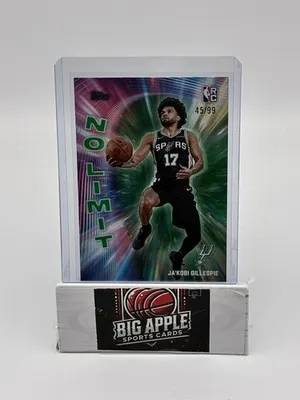 Topps
RC
45/99
NO LIMIT
SPURS
17
JA'KOBI GILLESPIE
BIG APPLE
SPORTS CARDS